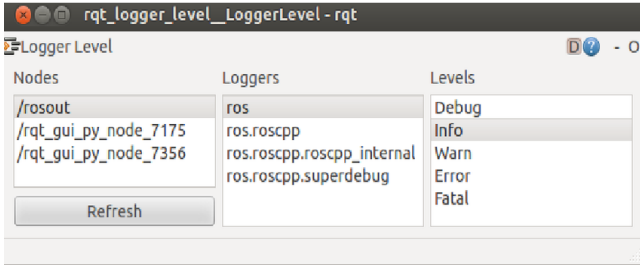 rqt_logger_level__LoggerLevel - rqt
Logger Level
D ? - O
Nodes
/rosout
/rqt_gui_py_node_7175
/rqt_gui_py_node_7356
Refresh
Loggers
ros
ros.roscpp
ros.roscpp.roscpp_internal
ros.roscpp.superdebug
Levels
Debug
Info
Warn
Error
Fatal